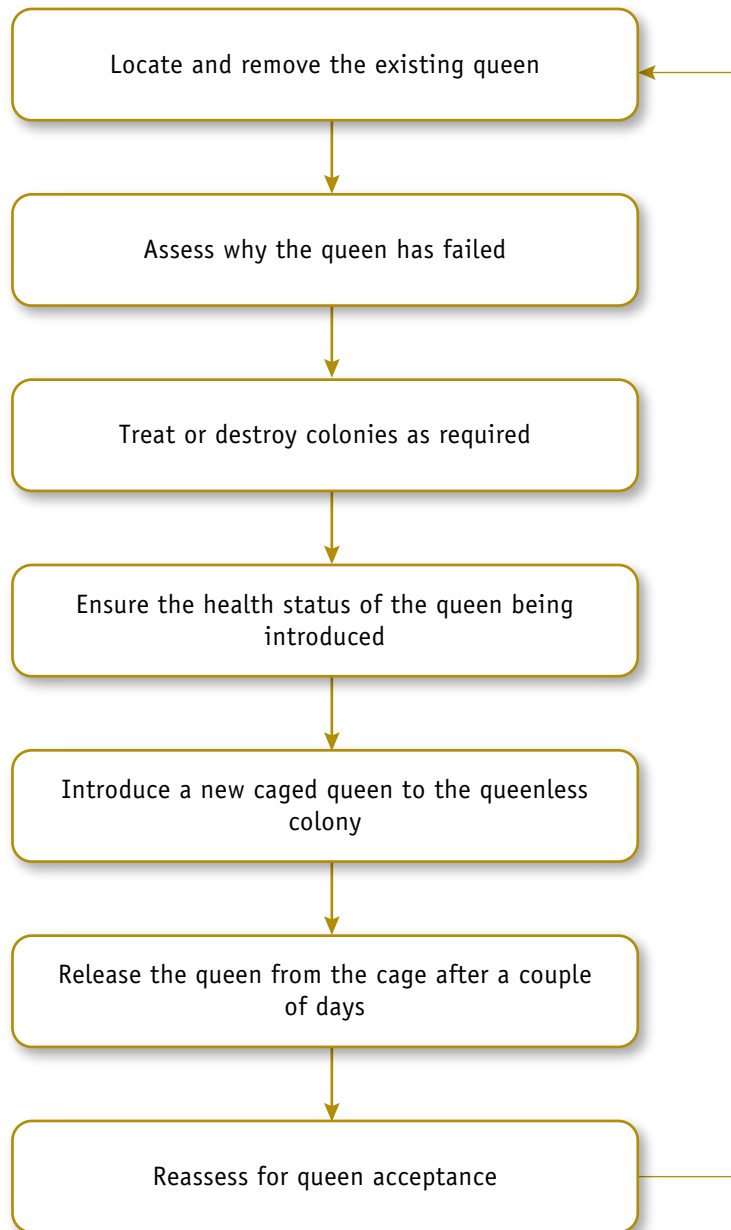 Locate and remove the existing queen
Assess why the queen has failed
Treat or destroy colonies as required
Ensure the health status of the queen being
introduced
Introduce a new caged queen to the queenless
colony
Release the queen from the cage after a couple
of days
Reassess for queen acceptance